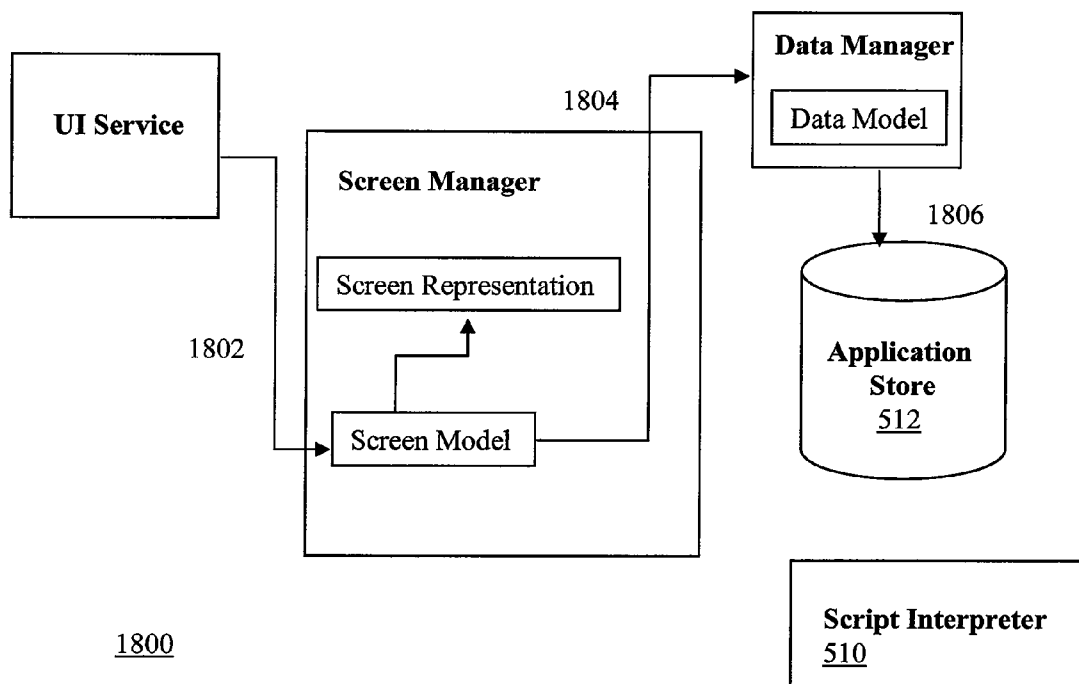 Data Manager
Data Model
UI Service
1804
Screen Manager
1806
Screen Representation
1802
Application
Store
512
Screen Model
Script Interpreter
510
1800